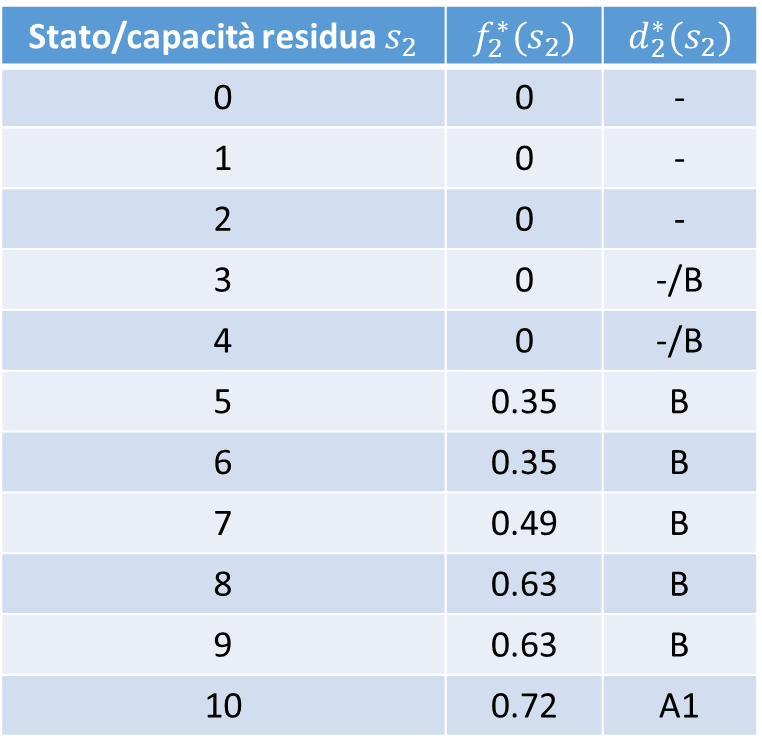 Stato/capacità residua s₂ f₂*(s₂) d₂*(s₂)
0 0 -
1 0 -
2 0 -
3 0 -/B
4 0 -/B
5 0.35 B
6 0.35 B
7 0.49 B
8 0.63 B
9 0.63 B
10 0.72 A1